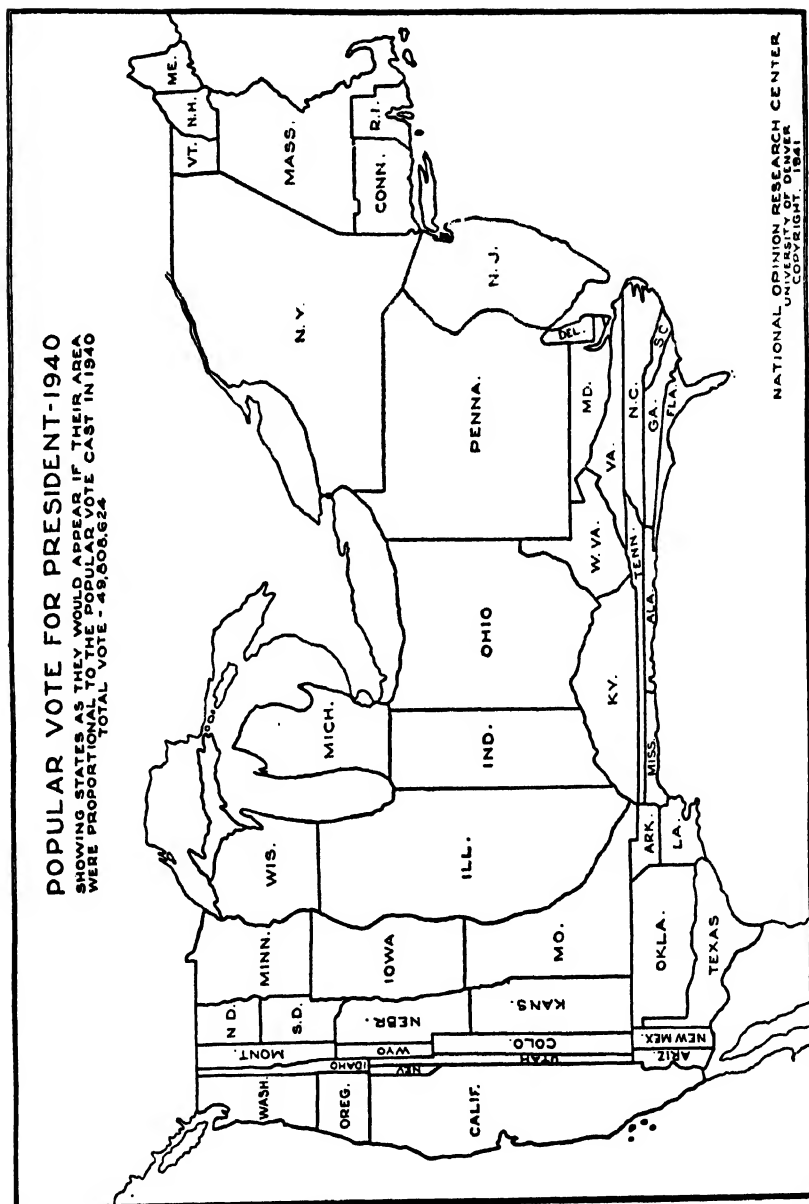 POPULAR VOTE FOR PRESIDENT-1940
SHOWING STATES AS THEY WOULD APPEAR IF THEIR AREA
WERE PROPORTIONAL TO THE POPULAR VOTE CAST IN 1940
TOTAL VOTE - 49,808,624
WASH.
OREG.
CALIF.
IDAHO
NEV.
MONT.
WYO
UTAH
COLO.
ARIZ.
NEW MEX.
N D.
S.D.
NEBR.
KANS.
OKLA.
TEXAS
MINN.
IOWA
MO.
ARK.
LA.
WIS.
ILL.
MICH.
IND.
OHIO
KY.
TENN.
MISS.
ALA.
W. VA.
VA.
N.C.
S.C
GA.
FLA.
PENNA.
MD.
DEL.
N.J.
N.Y.
VT.
N.H.
ME.
MASS.
CONN.
R.I.
NATIONAL OPINION RESEARCH CENTER
UNIVERSITY OF DENVER
COPYRIGHT, 1941